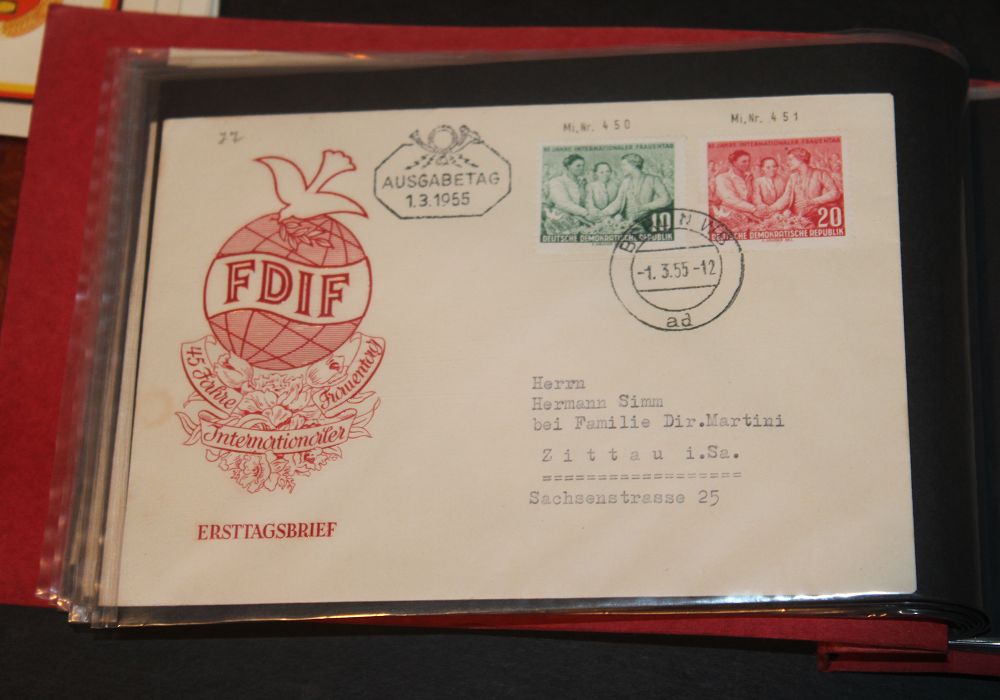 Mi.Nr. 450
Mi.Nr. 451
AUSGABETAG
1.3.1955
45 JAHRE INTERNATIONALER FRAUENTAG
10
DEUTSCHE DEMOKRATISCHE REPUBLIK
45 JAHRE INTERNATIONALER FRAUENTAG
20
DEUTSCHE DEMOKRATISCHE REPUBLIK
-1.3.55-12
ad
FDIF
45 Jahre
Internationaler
Frauentag
ERSTTAGSBRIEF
Herrn
Hermann Simm
bei Familie Dir.Martini
Zittau i.Sa.
Sachsenstrasse 25